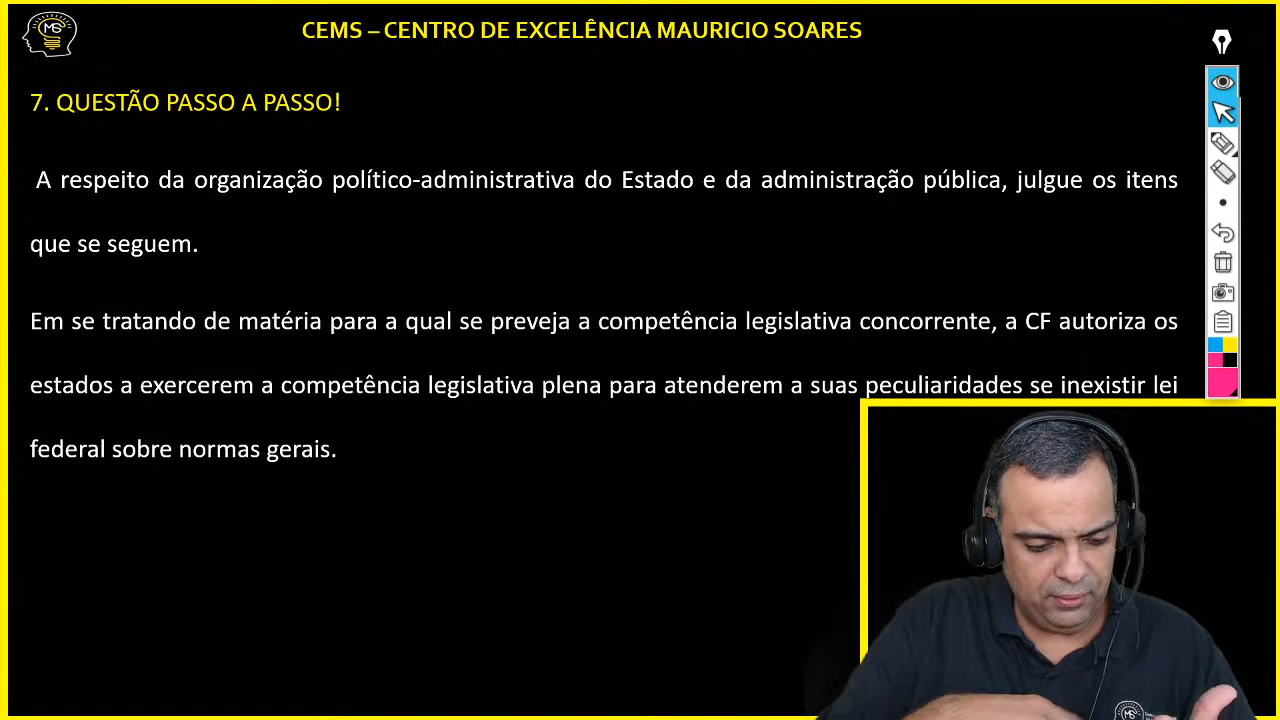 CEMS – CENTRO DE EXCELÊNCIA MAURICIO SOARES
7. QUESTÃO PASSO A PASSO!
A respeito da organização político-administrativa do Estado e da administração pública, julgue os itens
que se seguem.
Em se tratando de matéria para a qual se preveja a competência legislativa concorrente, a CF autoriza os
estados a exercerem a competência legislativa plena para atenderem a suas peculiaridades se inexistir lei
federal sobre normas gerais.